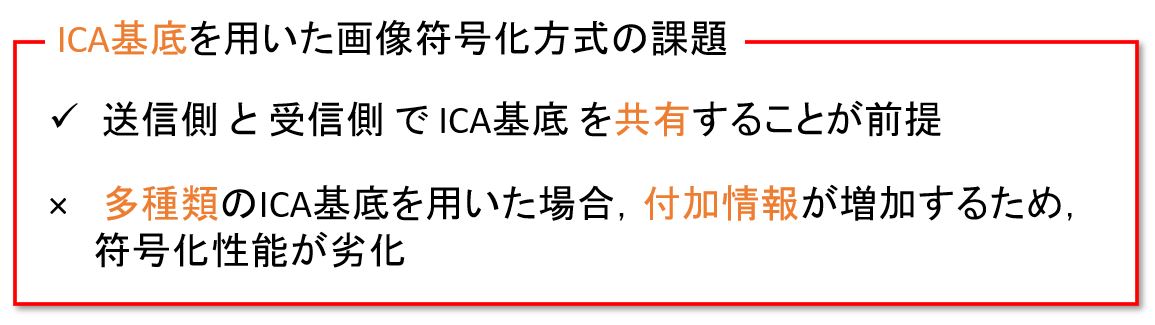 ICA基底を用いた画像符号化方式の課題
✓ 送信側 と 受信側 で ICA基底 を共有することが前提
× 多種類のICA基底を用いた場合，付加情報が増加するため，
符号化性能が劣化